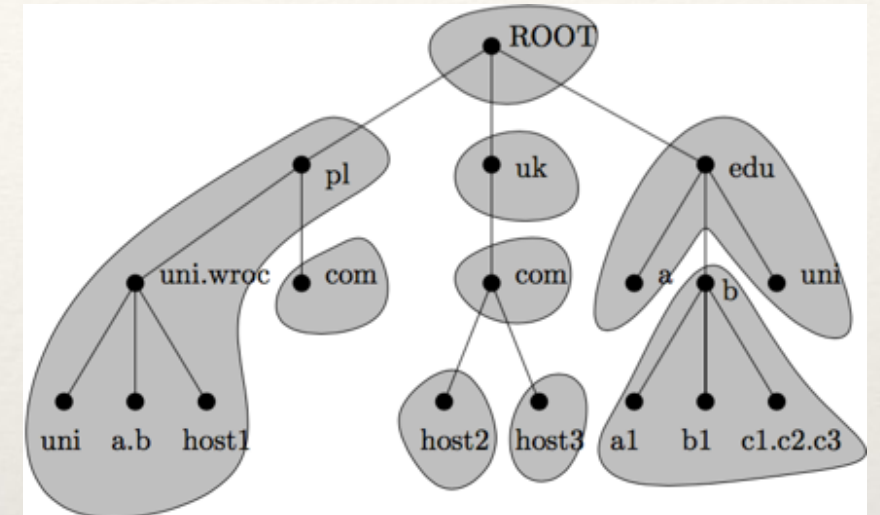 ROOT
pl
uk
edu
uni.wroc
com
com
a
b
uni
uni
a.b
host1
host2
host3
a1
b1
c1.c2.c3